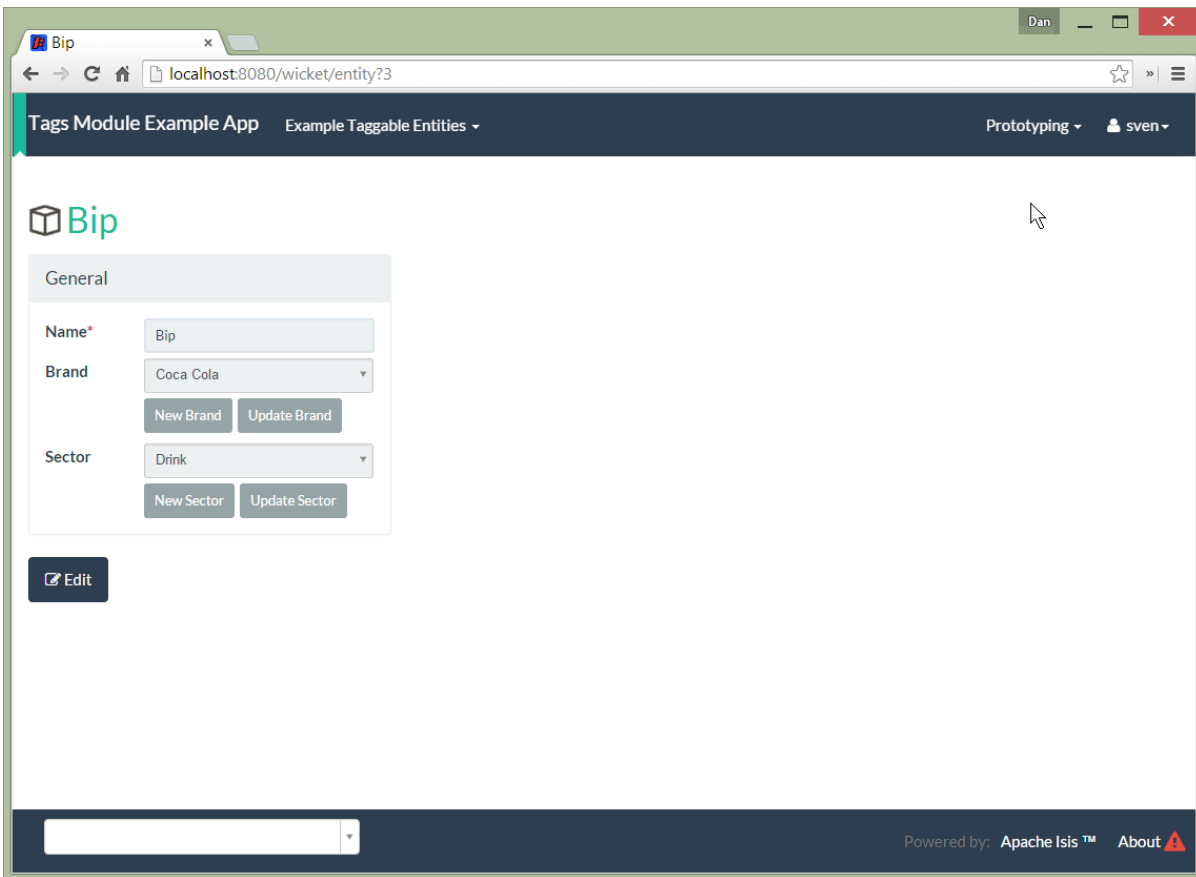 Dan
Bip
localhost:8080/wicket/entity?3
Tags Module Example App Example Taggable Entities Prototyping sven
Bip
General
Name* Bip
Brand Coca Cola
New Brand Update Brand
Sector Drink
New Sector Update Sector
Edit
Powered by: Apache Isis ™ About